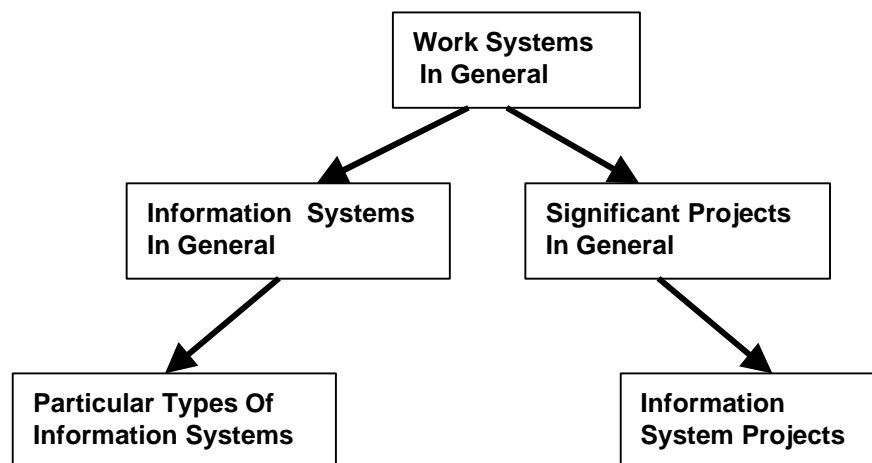 Work Systems
In General
Information Systems
In General
Significant Projects
In General
Particular Types Of
Information Systems
Information
System Projects